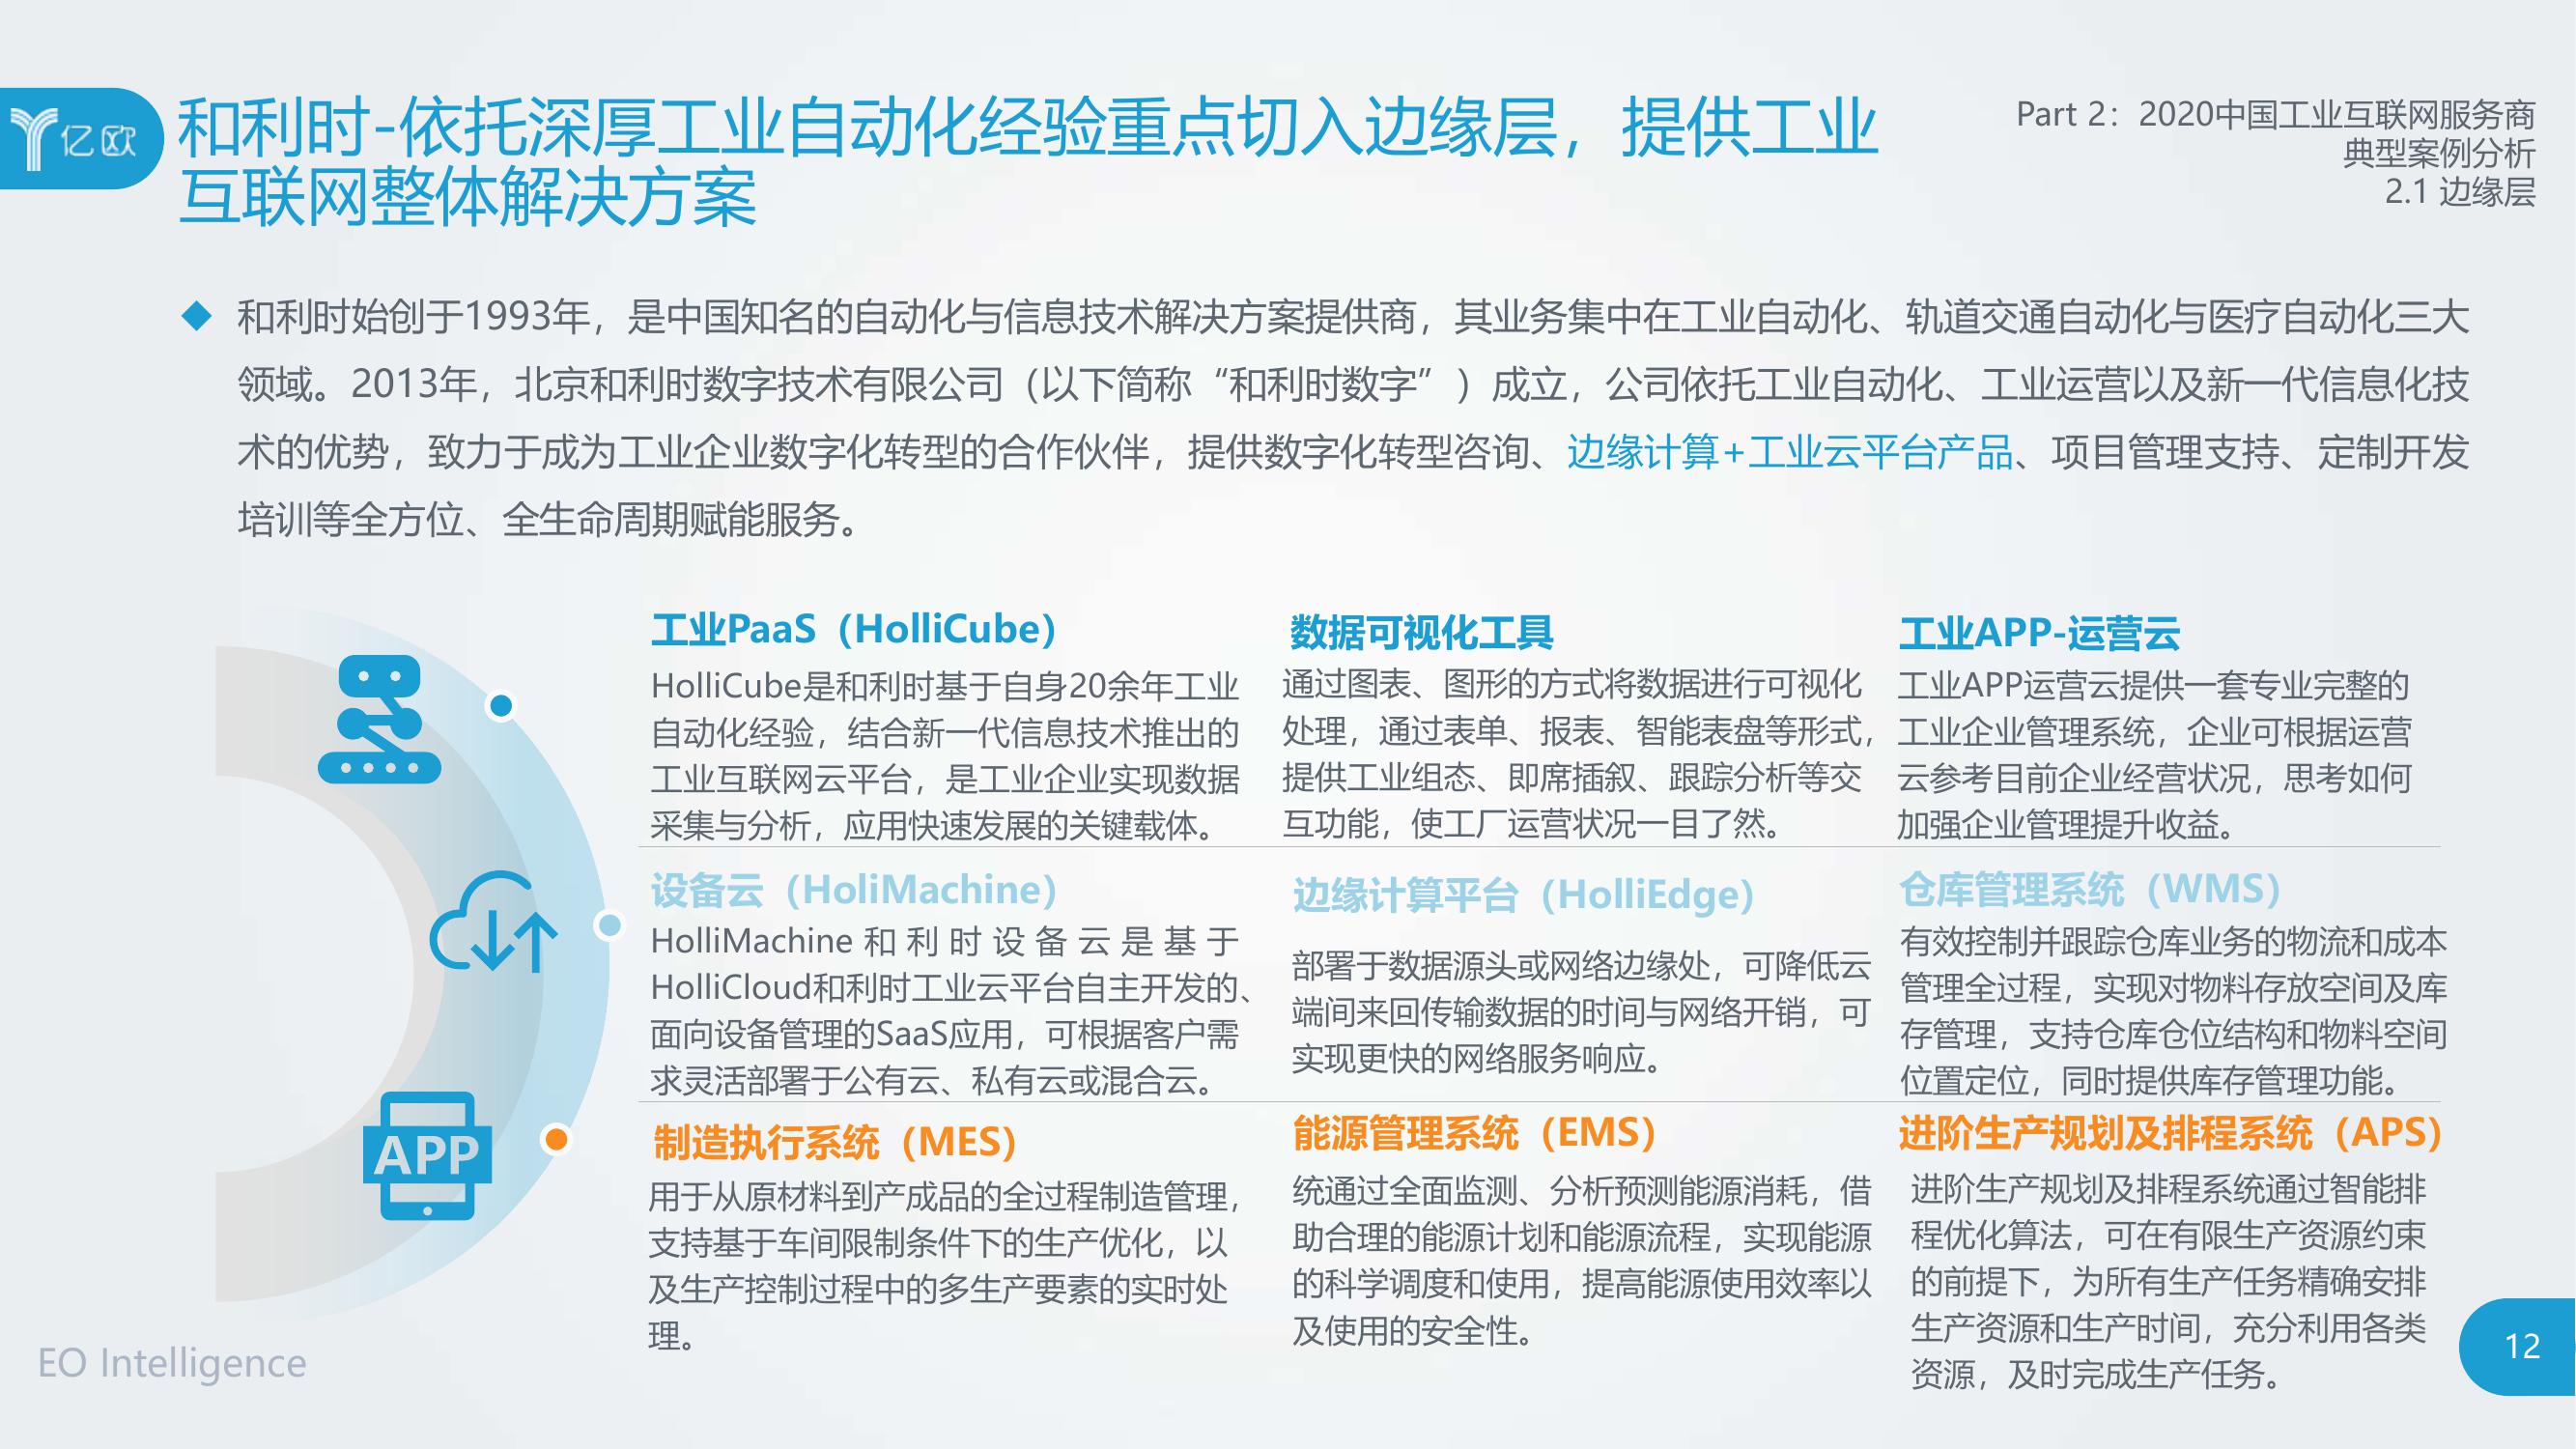 亿欧
和利时-依托深厚工业自动化经验重点切入边缘层，提供工业
互联网整体解决方案
Part 2：2020中国工业互联网服务商
典型案例分析
2.1 边缘层
和利时始创于1993年，是中国知名的自动化与信息技术解决方案提供商，其业务集中在工业自动化、轨道交通自动化与医疗自动化三大
领域。2013年，北京和利时数字技术有限公司（以下简称“和利时数字”）成立，公司依托工业自动化、工业运营以及新一代信息化技
术的优势，致力于成为工业企业数字化转型的合作伙伴，提供数字化转型咨询、边缘计算+工业云平台产品、项目管理支持、定制开发
培训等全方位、全生命周期赋能服务。
工业PaaS（HolliCube）
HolliCube是和利时基于自身20余年工业
自动化经验，结合新一代信息技术推出的
工业互联网云平台，是工业企业实现数据
采集与分析，应用快速发展的关键载体。
数据可视化工具
通过图表、图形的方式将数据进行可视化
处理，通过表单、报表、智能表盘等形式，
提供工业组态、即席插叙、跟踪分析等交
互功能，使工厂运营状况一目了然。
工业APP-运营云
工业APP运营云提供一套专业完整的
工业企业管理系统，企业可根据运营
云参考目前企业经营状况，思考如何
加强企业管理提升收益。
设备云（HoliMachine）
HolliMachine 和 利 时 设 备 云 是 基 于
HolliCloud和利时工业云平台自主开发的、
面向设备管理的SaaS应用，可根据客户需
求灵活部署于公有云、私有云或混合云。
边缘计算平台（HolliEdge）
部署于数据源头或网络边缘处，可降低云
端间来回传输数据的时间与网络开销，可
实现更快的网络服务响应。
仓库管理系统（WMS）
有效控制并跟踪仓库业务的物流和成本
管理全过程，实现对物料存放空间及库
存管理，支持仓库仓位结构和物料空间
位置定位，同时提供库存管理功能。
APP
制造执行系统（MES）
用于从原材料到产成品的全过程制造管理，
支持基于车间限制条件下的生产优化，以
及生产控制过程中的多生产要素的实时处
理。
能源管理系统（EMS）
统通过全面监测、分析预测能源消耗，借
助合理的能源计划和能源流程，实现能源
的科学调度和使用，提高能源使用效率以
及使用的安全性。
进阶生产规划及排程系统（APS）
进阶生产规划及排程系统通过智能排
程优化算法，可在有限生产资源约束
的前提下，为所有生产任务精确安排
生产资源和生产时间，充分利用各类
资源，及时完成生产任务。
EO Intelligence
12